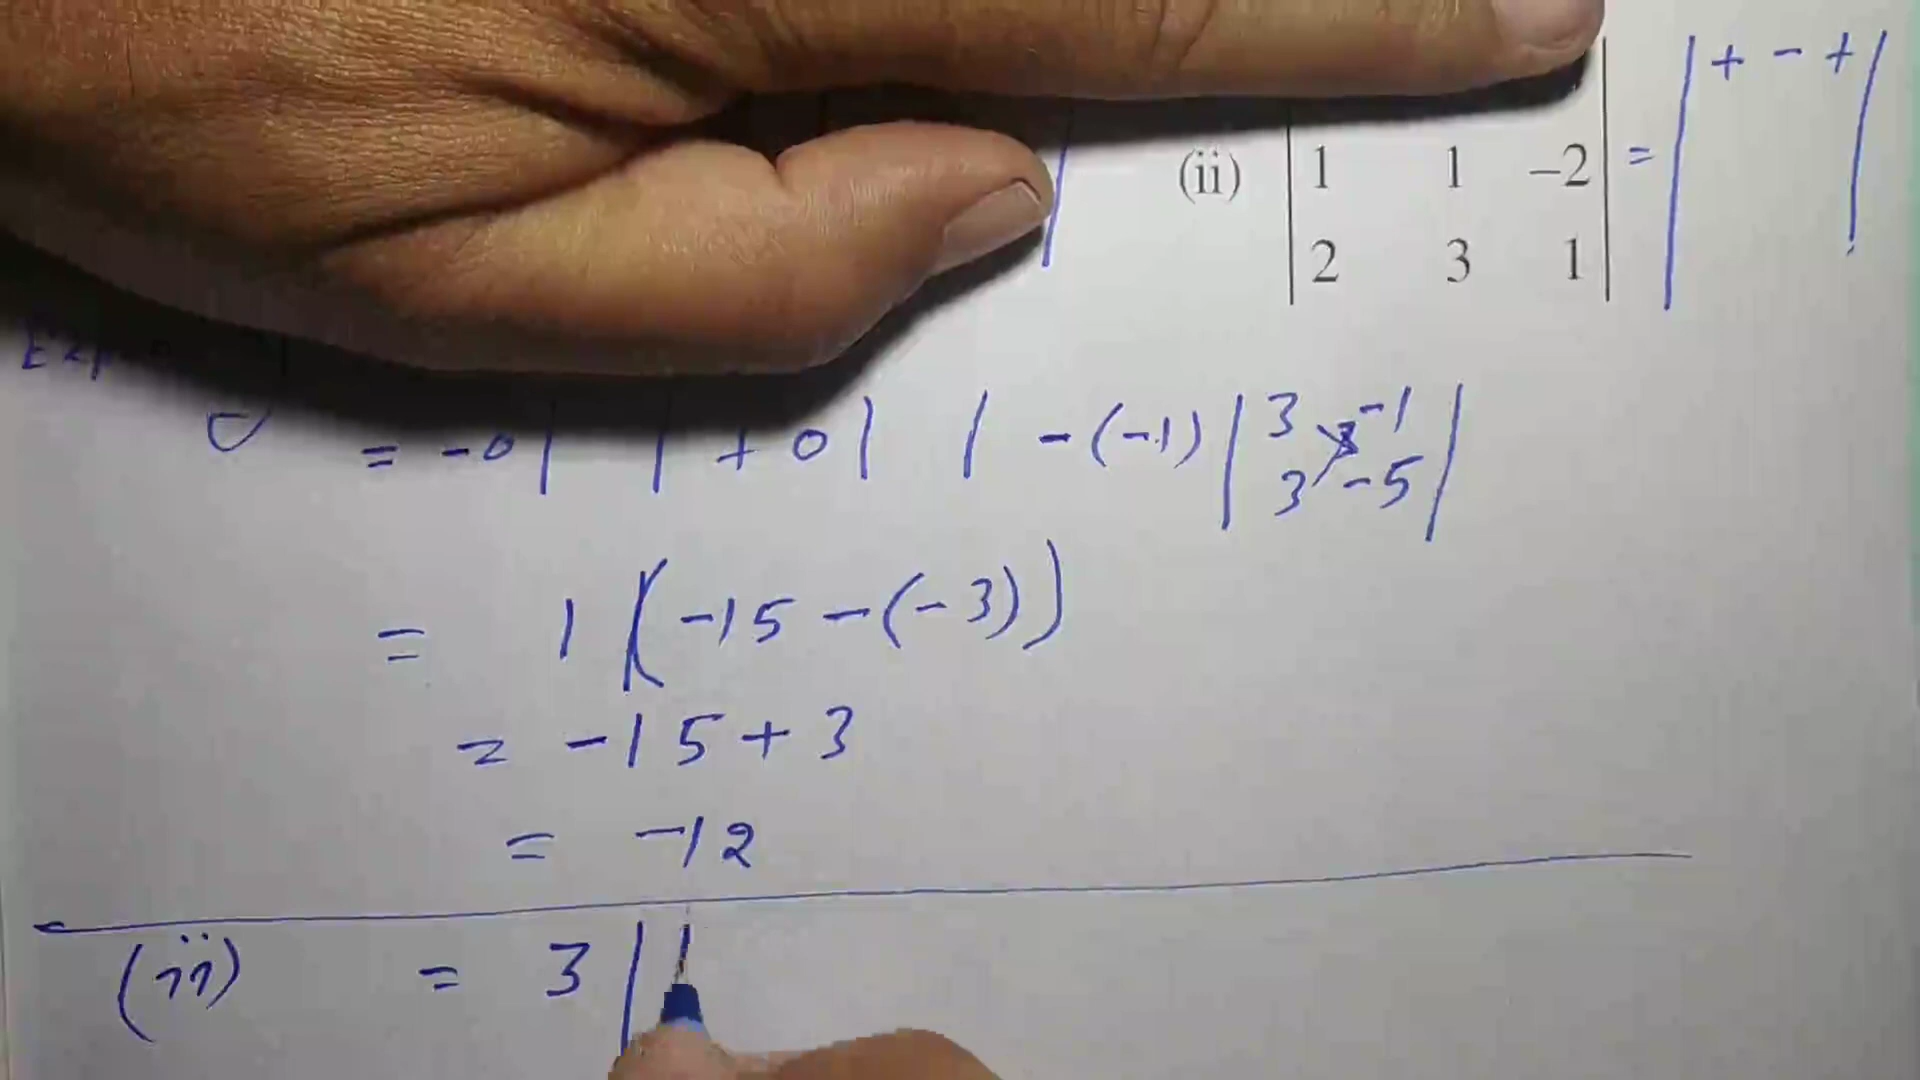 | + - + |
(ii) | 1 1 -2 | =
2 3 1
= -0 | | + 0 | | - (-1) | 3 -1 |
3 -5
= 1 (-15 - (-3))
= -15 + 3
= -12
(ii) = 3 | 1